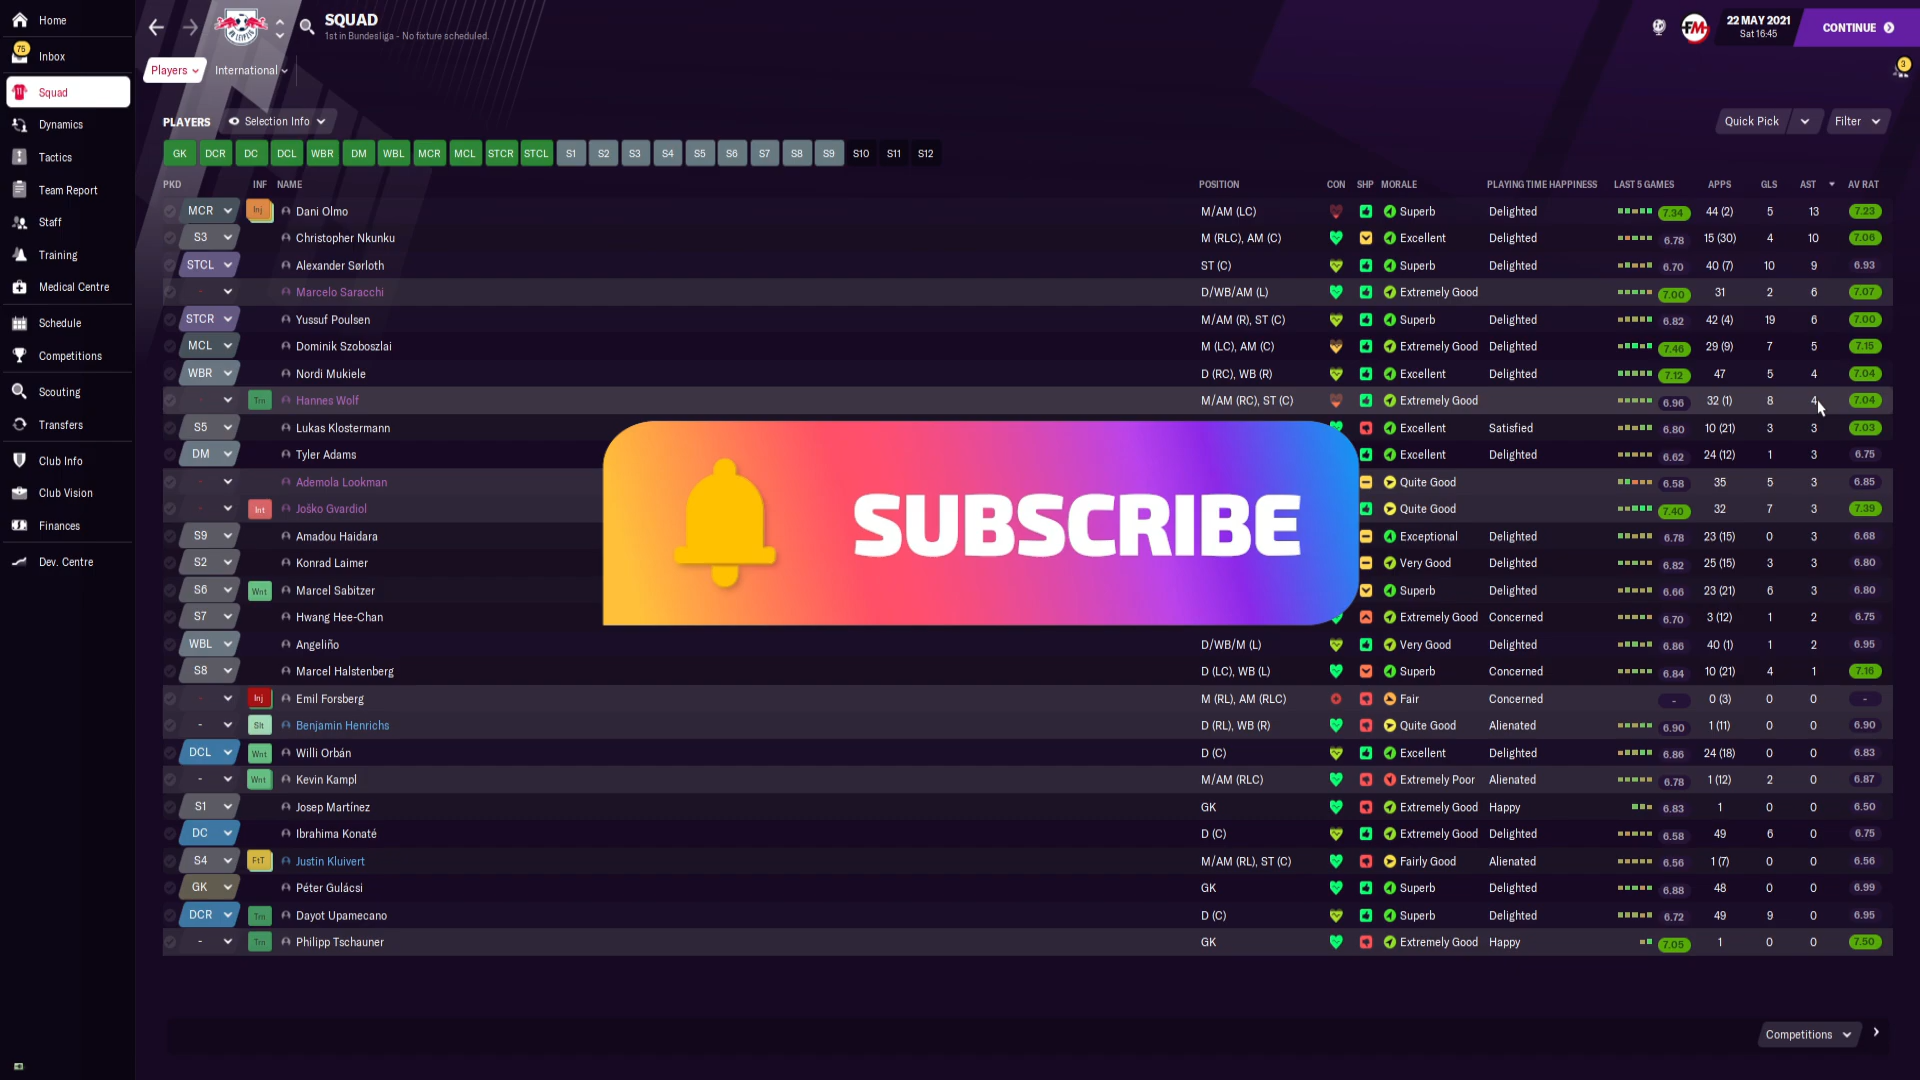 Home
75
Inbox
Squad
Dynamics
Tactics
Team Report
Staff
Training
Medical Centre
Schedule
Competitions
Scouting
Transfers
Club Info
Club Vision
Finances
Dev. Centre
SQUAD
1st in Bundesliga - No fixture scheduled.
FM
22 MAY 2021
Sat 16:45
CONTINUE
Players International
3
PLAYERS Selection Info
Quick Pick Filter
GK DCR DC DCL WBR DM WBL MCR MCL STCR STCL S1 S2 S3 S4 S5 S6 S7 S8 S9 S10 S11 S12
PKD INF NAME POSITION CON SHP MORALE PLAYING TIME HAPPINESS LAST 5 GAMES APPS GLS AST AV RAT
MCR Inj Dani Olmo M/AM (LC) Superb Delighted 7.34 44 (2) 5 13 7.23
S3 Christopher Nkunku M (RLC), AM (C) Excellent Delighted 6.78 15 (30) 4 10 7.06
STCL Alexander Sørloth ST (C) Superb Delighted 6.70 40 (7) 10 9 6.93
- Marcelo Saracchi D/WB/AM (L) Extremely Good 7.00 31 2 6 7.07
STCR Yussuf Poulsen M/AM (R), ST (C) Superb Delighted 6.82 42 (4) 19 6 7.00
MCL Dominik Szoboszlai M (LC), AM (C) Extremely Good Delighted 7.46 29 (9) 7 5 7.15
WBR Nordi Mukiele D (RC), WB (R) Excellent Delighted 7.12 47 5 4 7.04
- Trn Hannes Wolf M/AM (RC), ST (C) Extremely Good 6.96 32 (1) 8 4 7.04
S5 Lukas Klostermann Excellent Satisfied 6.80 10 (21) 3 3 7.03
DM Tyler Adams Excellent Delighted 6.62 24 (12) 1 3 6.75
- Ademola Lookman Quite Good 6.58 35 5 3 6.85
- Int Joško Gvardiol Quite Good 7.40 32 7 3 7.39
S9 Amadou Haidara Exceptional Delighted 6.78 23 (15) 0 3 6.68
S2 Konrad Laimer Very Good Delighted 6.82 25 (15) 3 3 6.80
S6 Wnt Marcel Sabitzer Superb Delighted 6.66 23 (21) 6 3 6.80
S7 Hwang Hee-Chan Extremely Good Concerned 6.70 3 (12) 1 2 6.75
SUBSCRIBE
WBL Angeliño D/WB/M (L) Very Good Delighted 6.86 40 (1) 1 2 6.95
S8 Marcel Halstenberg D (LC), WB (L) Superb Concerned 6.84 10 (21) 4 1 7.16
- Inj Emil Forsberg M (RL), AM (RLC) Fair Concerned - 0 (3) 0 0 -
- Slt Benjamin Henrichs D (RL), WB (R) Quite Good Alienated 6.90 1 (11) 0 0 6.90
DCL Wnt Willi Orbán D (C) Excellent Delighted 6.86 24 (18) 0 0 6.83
- Wnt Kevin Kampl M/AM (RLC) Extremely Poor Alienated 6.78 1 (12) 2 0 6.87
S1 Josep Martínez GK Extremely Good Happy 6.83 1 0 0 6.50
DC Ibrahima Konaté D (C) Extremely Good Delighted 6.58 49 6 0 6.75
S4 FtT Justin Kluivert M/AM (RL), ST (C) Fairly Good Alienated 6.56 1 (7) 0 0 6.56
GK Péter Gulácsi GK Superb Delighted 6.88 48 0 0 6.99
DCR Trn Dayot Upamecano D (C) Superb Delighted 6.72 49 9 0 6.95
- Trn Philipp Tschauner GK Extremely Good Happy 7.05 1 0 0 7.50
Competitions